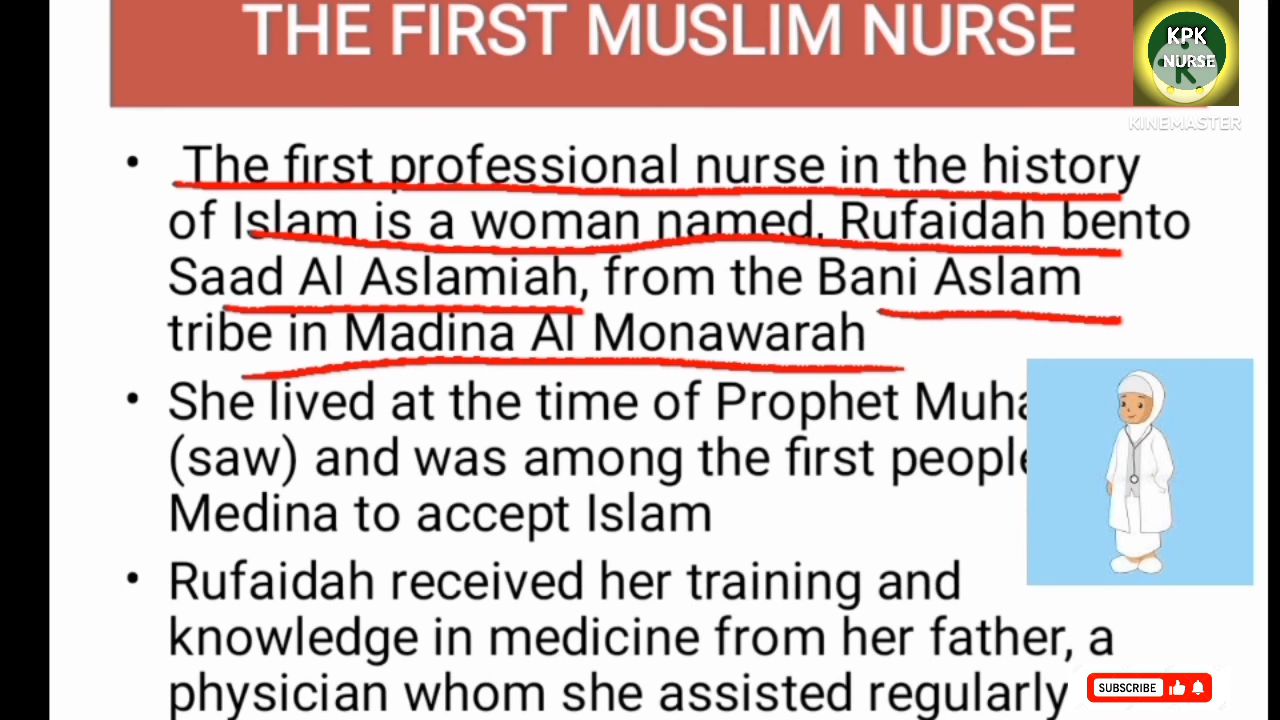 THE FIRST MUSLIM NURSE
KPK
NURSE
KINEMASTER
• The first professional nurse in the history
of Islam is a woman named, Rufaidah bento
Saad Al Aslamiah, from the Bani Aslam
tribe in Madina Al Monawarah
• She lived at the time of Prophet
(saw) and was among the first
Medina to accept Islam
• Rufaidah received her training and
knowledge in medicine from her father, a
physician whom she assisted regularly
SUBSCRIBE